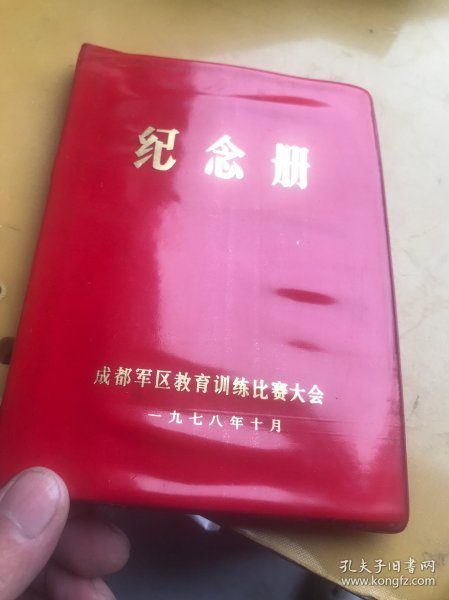 纪念册
成都军区教育训练比赛大会
一九七八年十月
孔夫子旧书网
www.kongfz.com